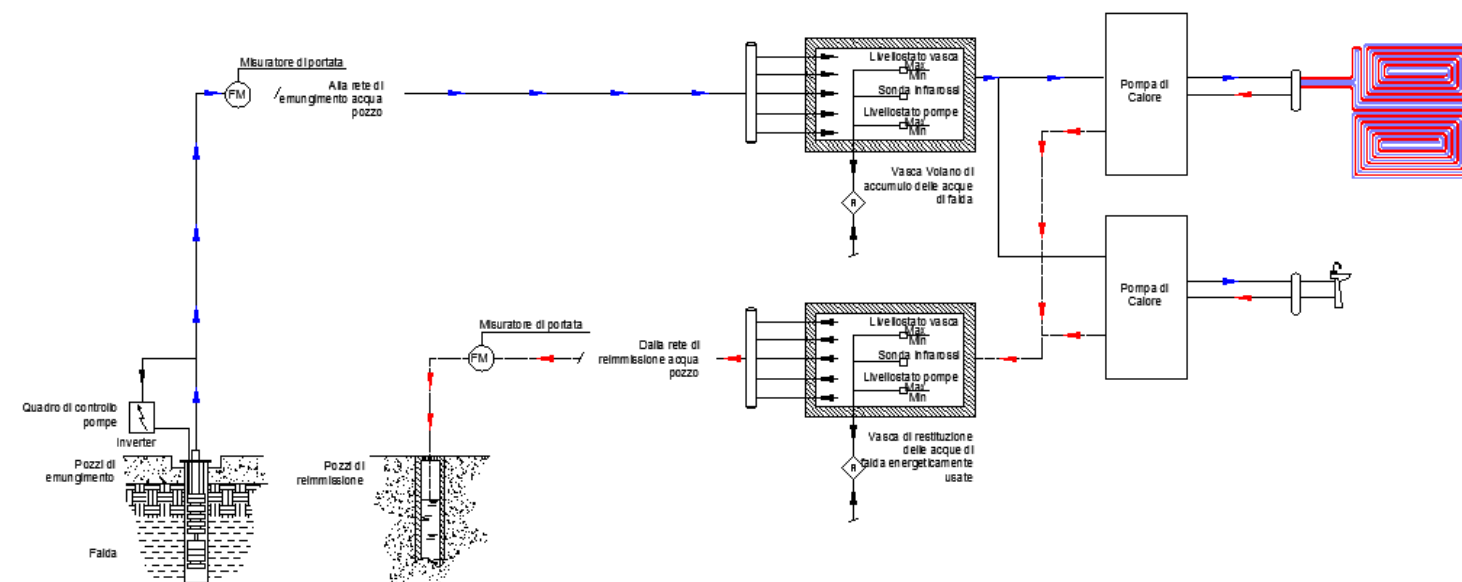 Misuratore di portata
FM
Alla rete di
emungimento acqua
pozzo
Livellostato vasca
Max
Min
Sonda Infrarossi
Livellostato pompe
Max
Min
Vasca Volano di
accumulo delle acque
di falda
R
Pompa di
Calore
Pompa di
Calore
Misuratore di portata
FM
Dalla rete di
reimmissione acqua
pozzo
Livellostato vasca
Max
Min
Sonda Infrarossi
Livellostato pompe
Max
Min
Vasca di restituzione
delle acque di
falda energeticamente
usate
R
Quadro di controllo
pompe
Inverter
Pozzi di
emungimento
Falda
Pozzi di
reimmissione